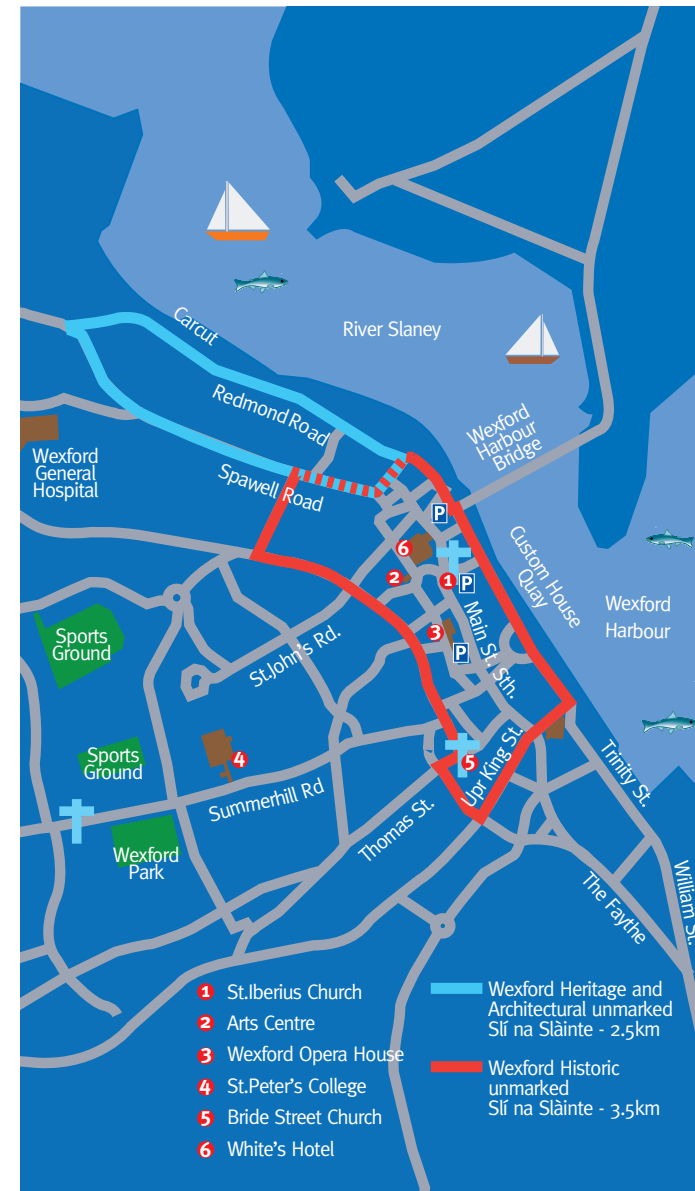 Carcut
River Slaney
Redmond Road
Wexford
Harbour
Bridge
Wexford
General
Hospital
Spawell Road
P
6
Custom House
Quay
2
1
P
Wexford
Harbour
Sports
Ground
St.John's Rd.
3
P
Main St. Sth.
Sports
Ground
4
5
Upr King St.
Trinity St.
Summerhill Rd
Thomas St.
Wexford
Park
The Faythe
William St.
1 St.Iberius Church
2 Arts Centre
3 Wexford Opera House
4 St.Peter's College
5 Bride Street Church
6 White's Hotel
Wexford Heritage and
Architectural unmarked
Slí na Slàinte - 2.5km
Wexford Historic
unmarked
Slí na Slàinte - 3.5km